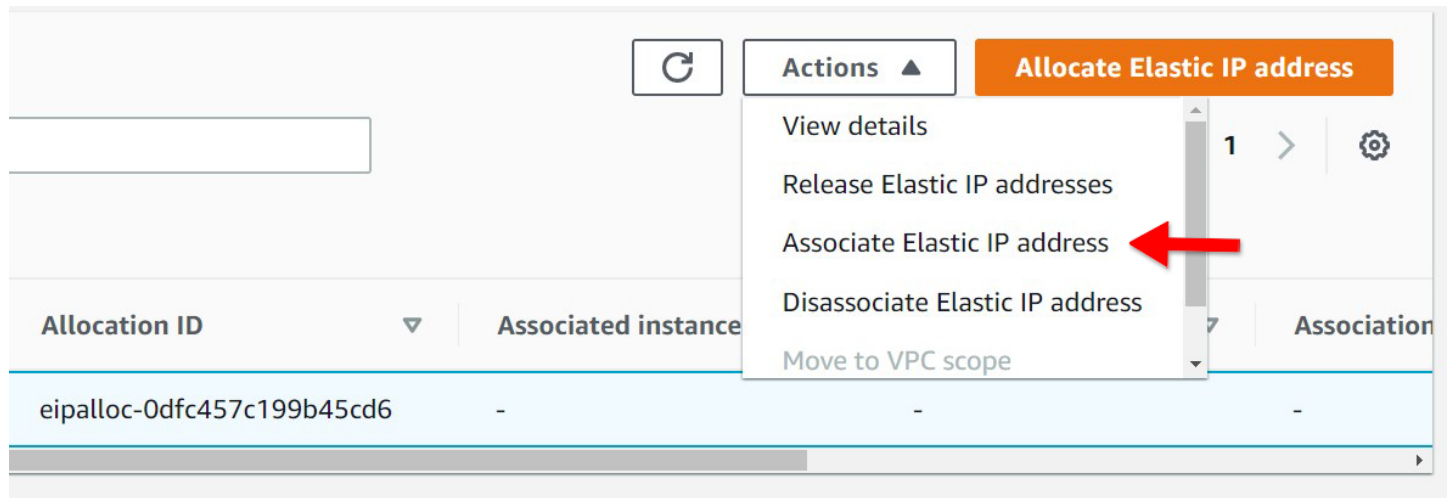 Actions
Allocate Elastic IP address
View details
1
Release Elastic IP addresses
Associate Elastic IP address
Disassociate Elastic IP address
Move to VPC scope
Allocation ID
Associated instance
Association
eipalloc-0dfc457c199b45cd6
-
-
-